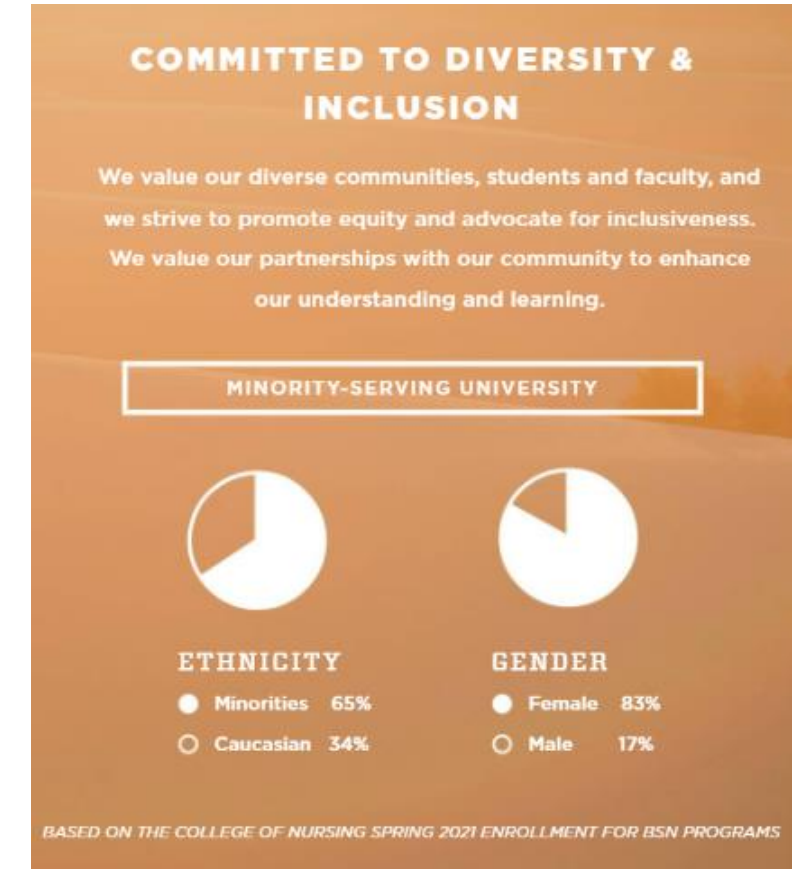 COMMITTED TO DIVERSITY &
INCLUSION
We value our diverse communities, students and faculty, and
we strive to promote equity and advocate for inclusiveness.
We value our partnerships with our community to enhance
our understanding and learning.
MINORITY-SERVING UNIVERSITY
ETHNICITY
Minorities 65%
Caucasian 34%
GENDER
Female 83%
Male 17%
BASED ON THE COLLEGE OF NURSING SPRING 2021 ENROLLMENT FOR BSN PROGRAMS